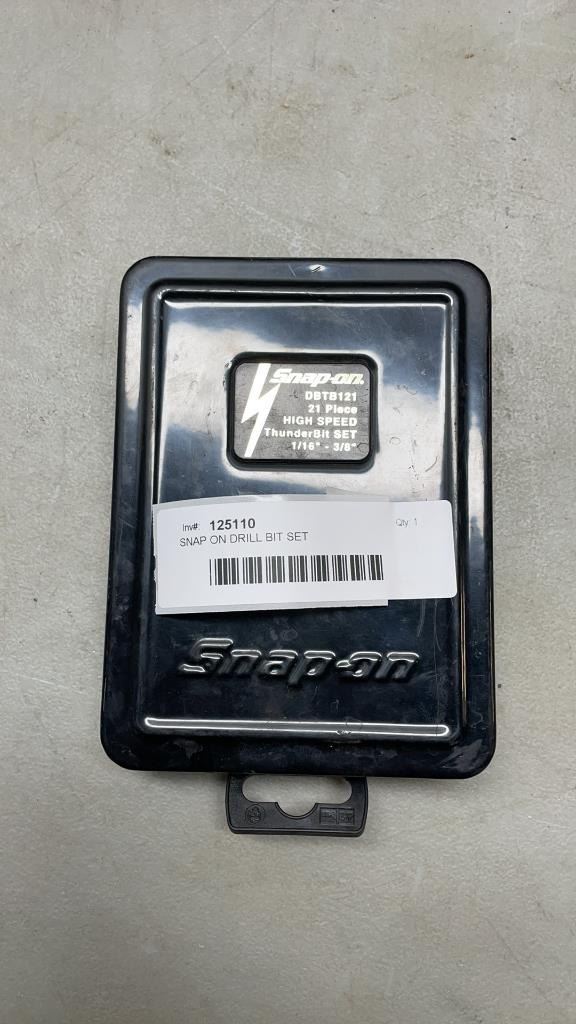 Snap-on
DBTB121
21 Piece
HIGH SPEED
ThunderBit SET
1/16" - 3/8"
Inv#: 125110 Qty: 1
SNAP ON DRILL BIT SET
Snap-on